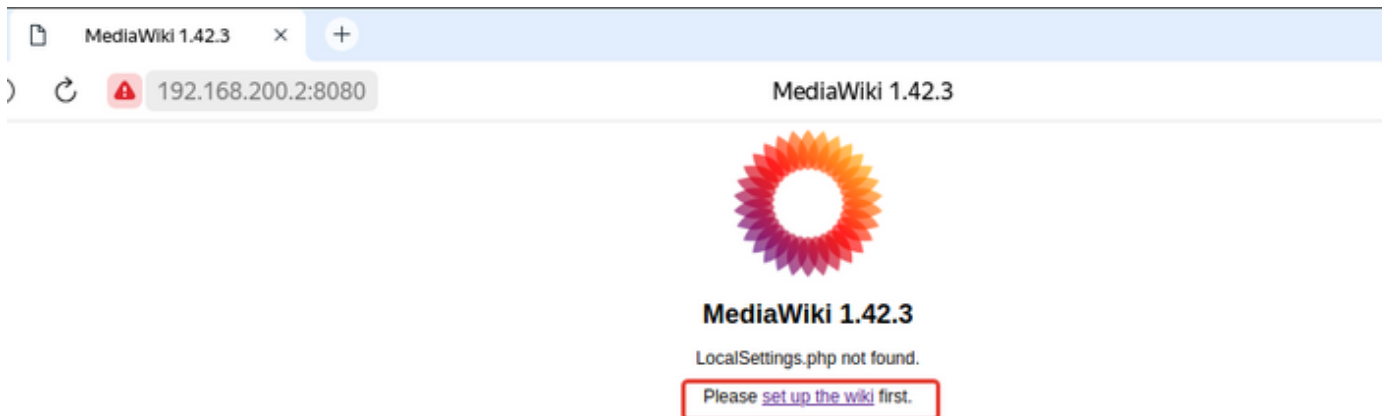 MediaWiki 1.42.3
192.168.200.2:8080 MediaWiki 1.42.3
MediaWiki 1.42.3
LocalSettings.php not found.
Please set up the wiki first.